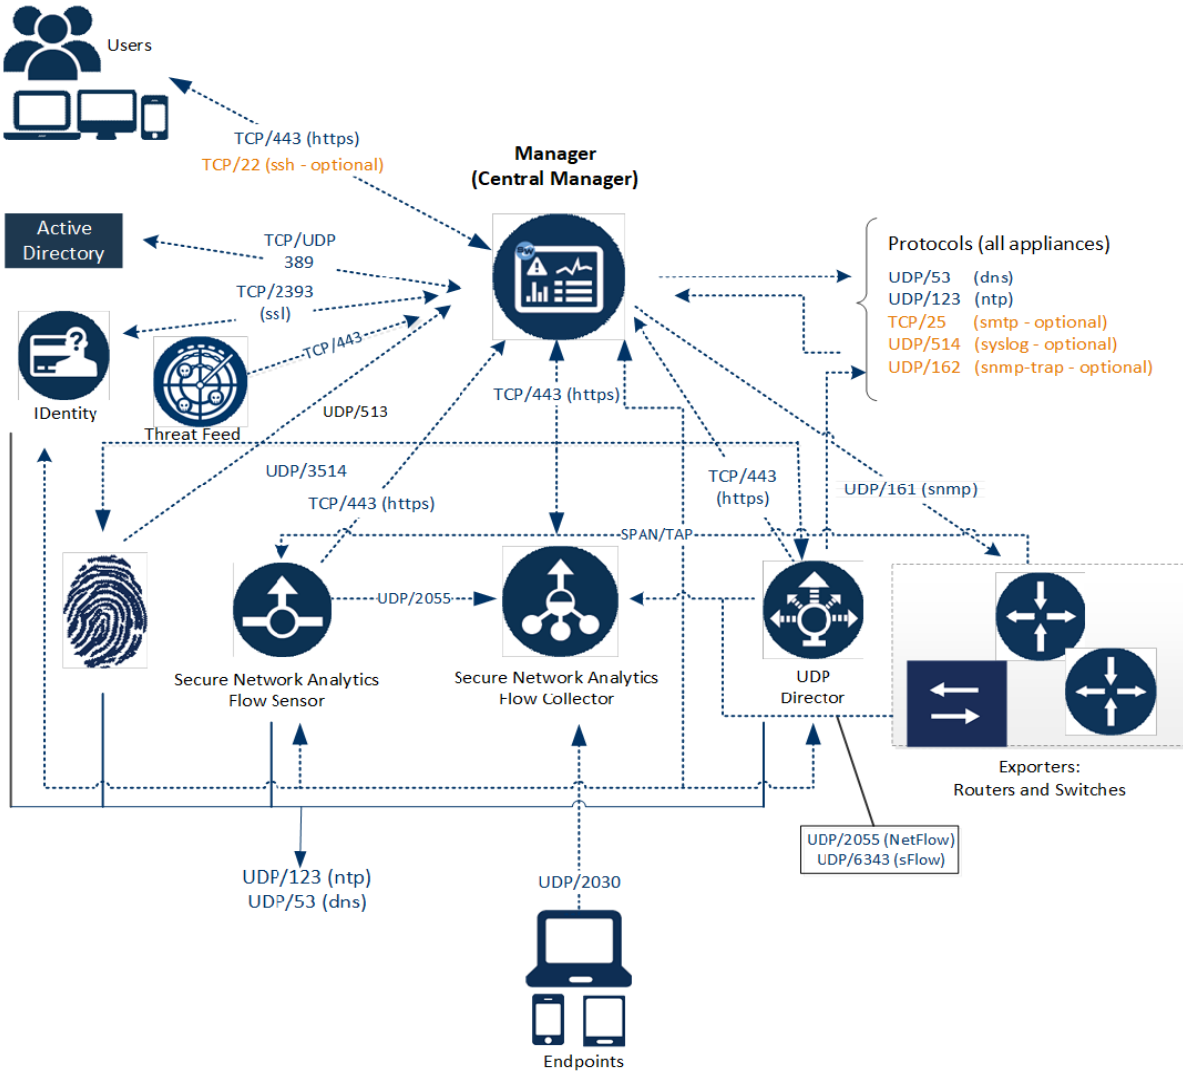 Users
TCP/443 (https)
TCP/22 (ssh - optional)
Manager
(Central Manager)
Active
Directory
TCP/UDP
389
Protocols (all appliances)
UDP/53 (dns)
UDP/123 (ntp)
TCP/25 (smtp - optional)
UDP/514 (syslog - optional)
UDP/162 (snmp-trap - optional)
SW
TCP/2393
(ssl)
TCP/443
IDentity
Threat Feed
UDP/513
TCP/443 (https)
UDP/3514
TCP/443 (https)
TCP/443
(https)
UDP/161 (snmp)
SPAN/TAP
UDP/2055
Secure Network Analytics
Flow Sensor
Secure Network Analytics
Flow Collector
UDP
Director
Exporters:
Routers and Switches
UDP/2055 (NetFlow)
UDP/6343 (sFlow)
UDP/123 (ntp)
UDP/53 (dns)
UDP/2030
Endpoints